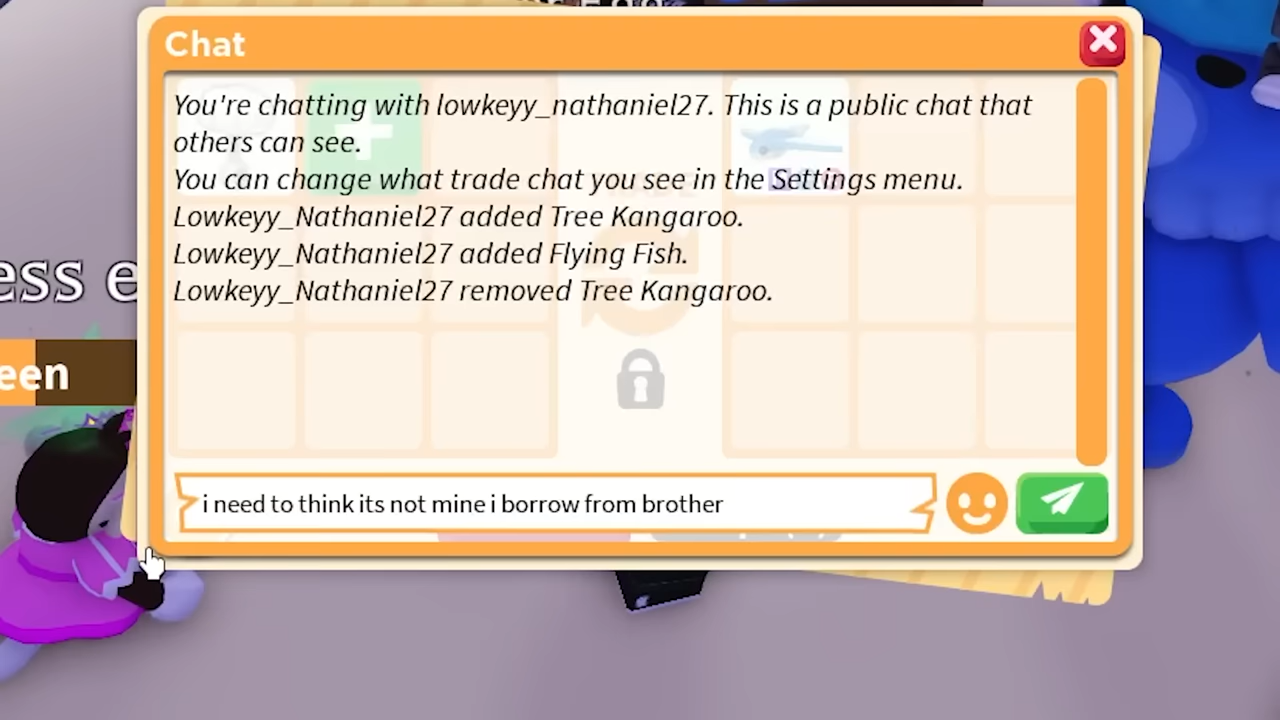 Chat
You're chatting with lowkeyy_nathaniel27. This is a public chat that
others can see.
You can change what trade chat you see in the Settings menu.
Lowkeyy_Nathaniel27 added Tree Kangaroo.
Lowkeyy_Nathaniel27 added Flying Fish.
Lowkeyy_Nathaniel27 removed Tree Kangaroo.
ess e
een
i need to think its not mine i borrow from brother